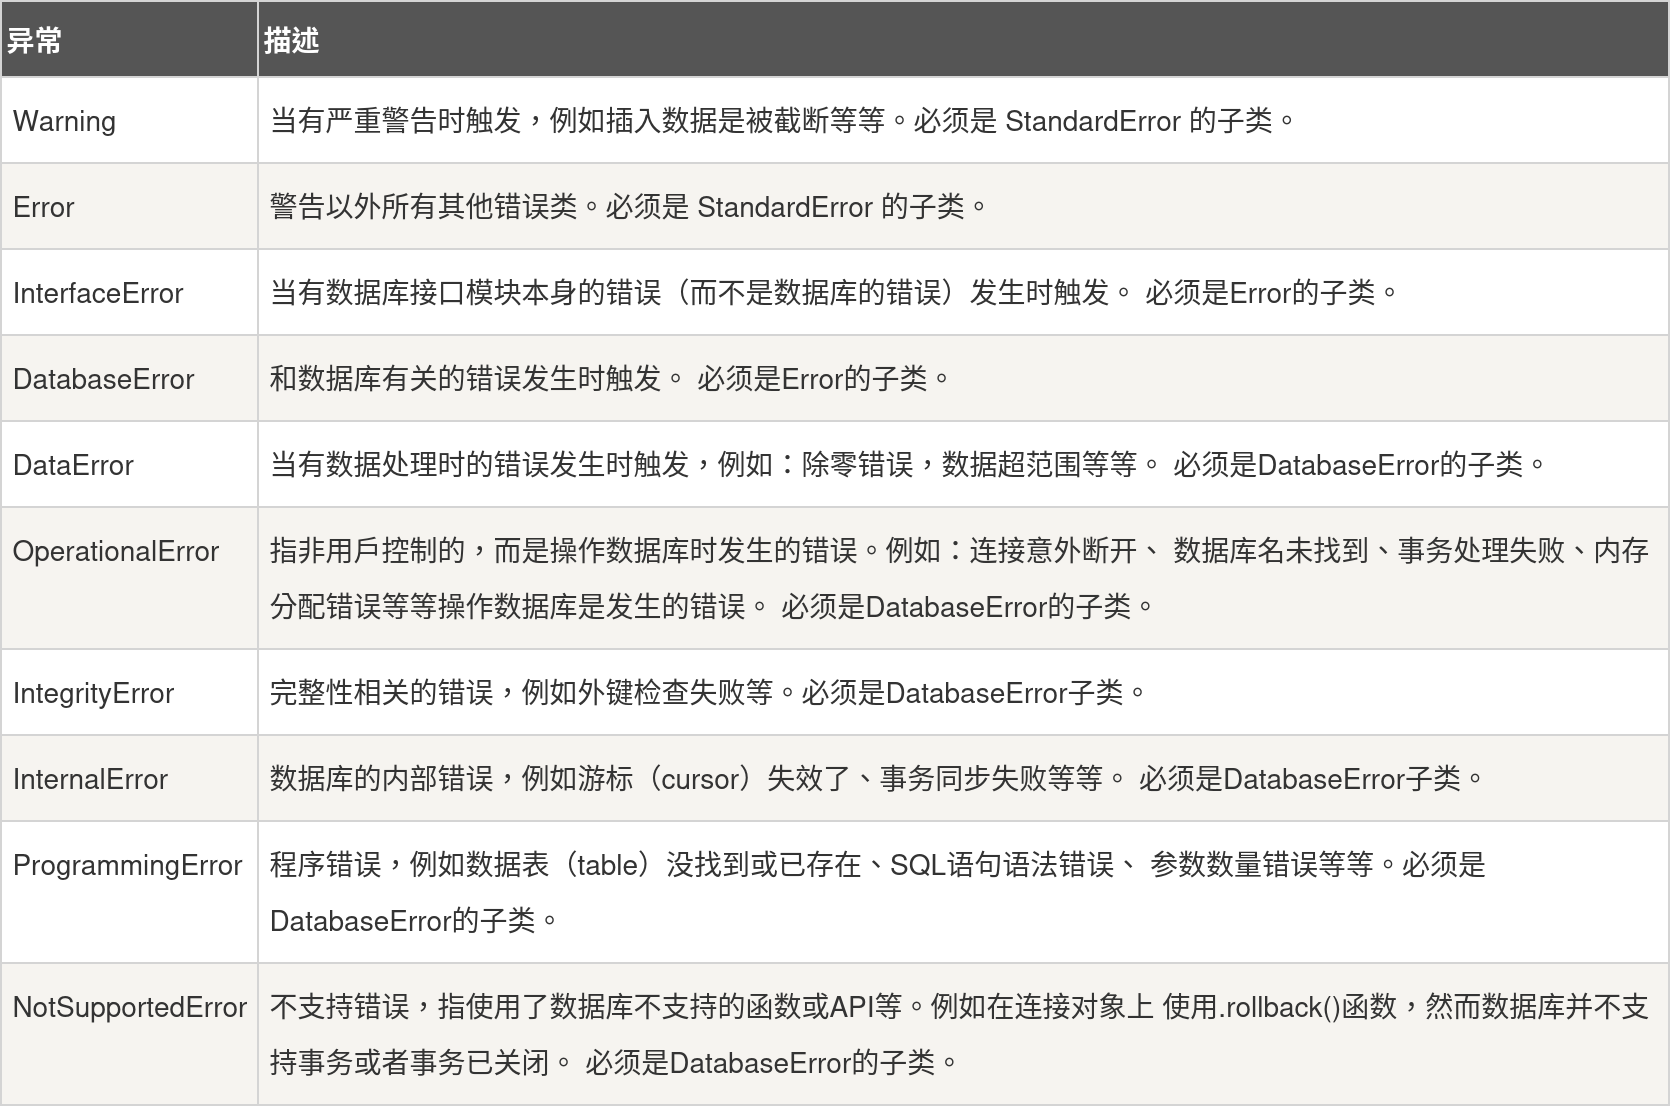 异常 描述
Warning 当有严重警告时触发，例如插入数据是被截断等等。必须是 StandardError 的子类。
Error 警告以外所有其他错误类。必须是 StandardError 的子类。
InterfaceError 当有数据库接口模块本身的错误（而不是数据库的错误）发生时触发。 必须是Error的子类。
DatabaseError 和数据库有关的错误发生时触发。 必须是Error的子类。
DataError 当有数据处理时的错误发生时触发，例如：除零错误，数据超范围等等。 必须是DatabaseError的子类。
OperationalError 指非用戶控制的，而是操作数据库时发生的错误。例如：连接意外断开、 数据库名未找到、事务处理失败、内存
分配错误等等操作数据库是发生的错误。 必须是DatabaseError的子类。
IntegrityError 完整性相关的错误，例如外键检查失败等。必须是DatabaseError子类。
InternalError 数据库的内部错误，例如游标（cursor）失效了、事务同步失败等等。 必须是DatabaseError子类。
ProgrammingError 程序错误，例如数据表（table）没找到或已存在、SQL语句语法错误、 参数数量错误等等。必须是
DatabaseError的子类。
NotSupportedError 不支持错误，指使用了数据库不支持的函数或API等。例如在连接对象上 使用.rollback()函数，然而数据库并不支
持事务或者事务已关闭。 必须是DatabaseError的子类。